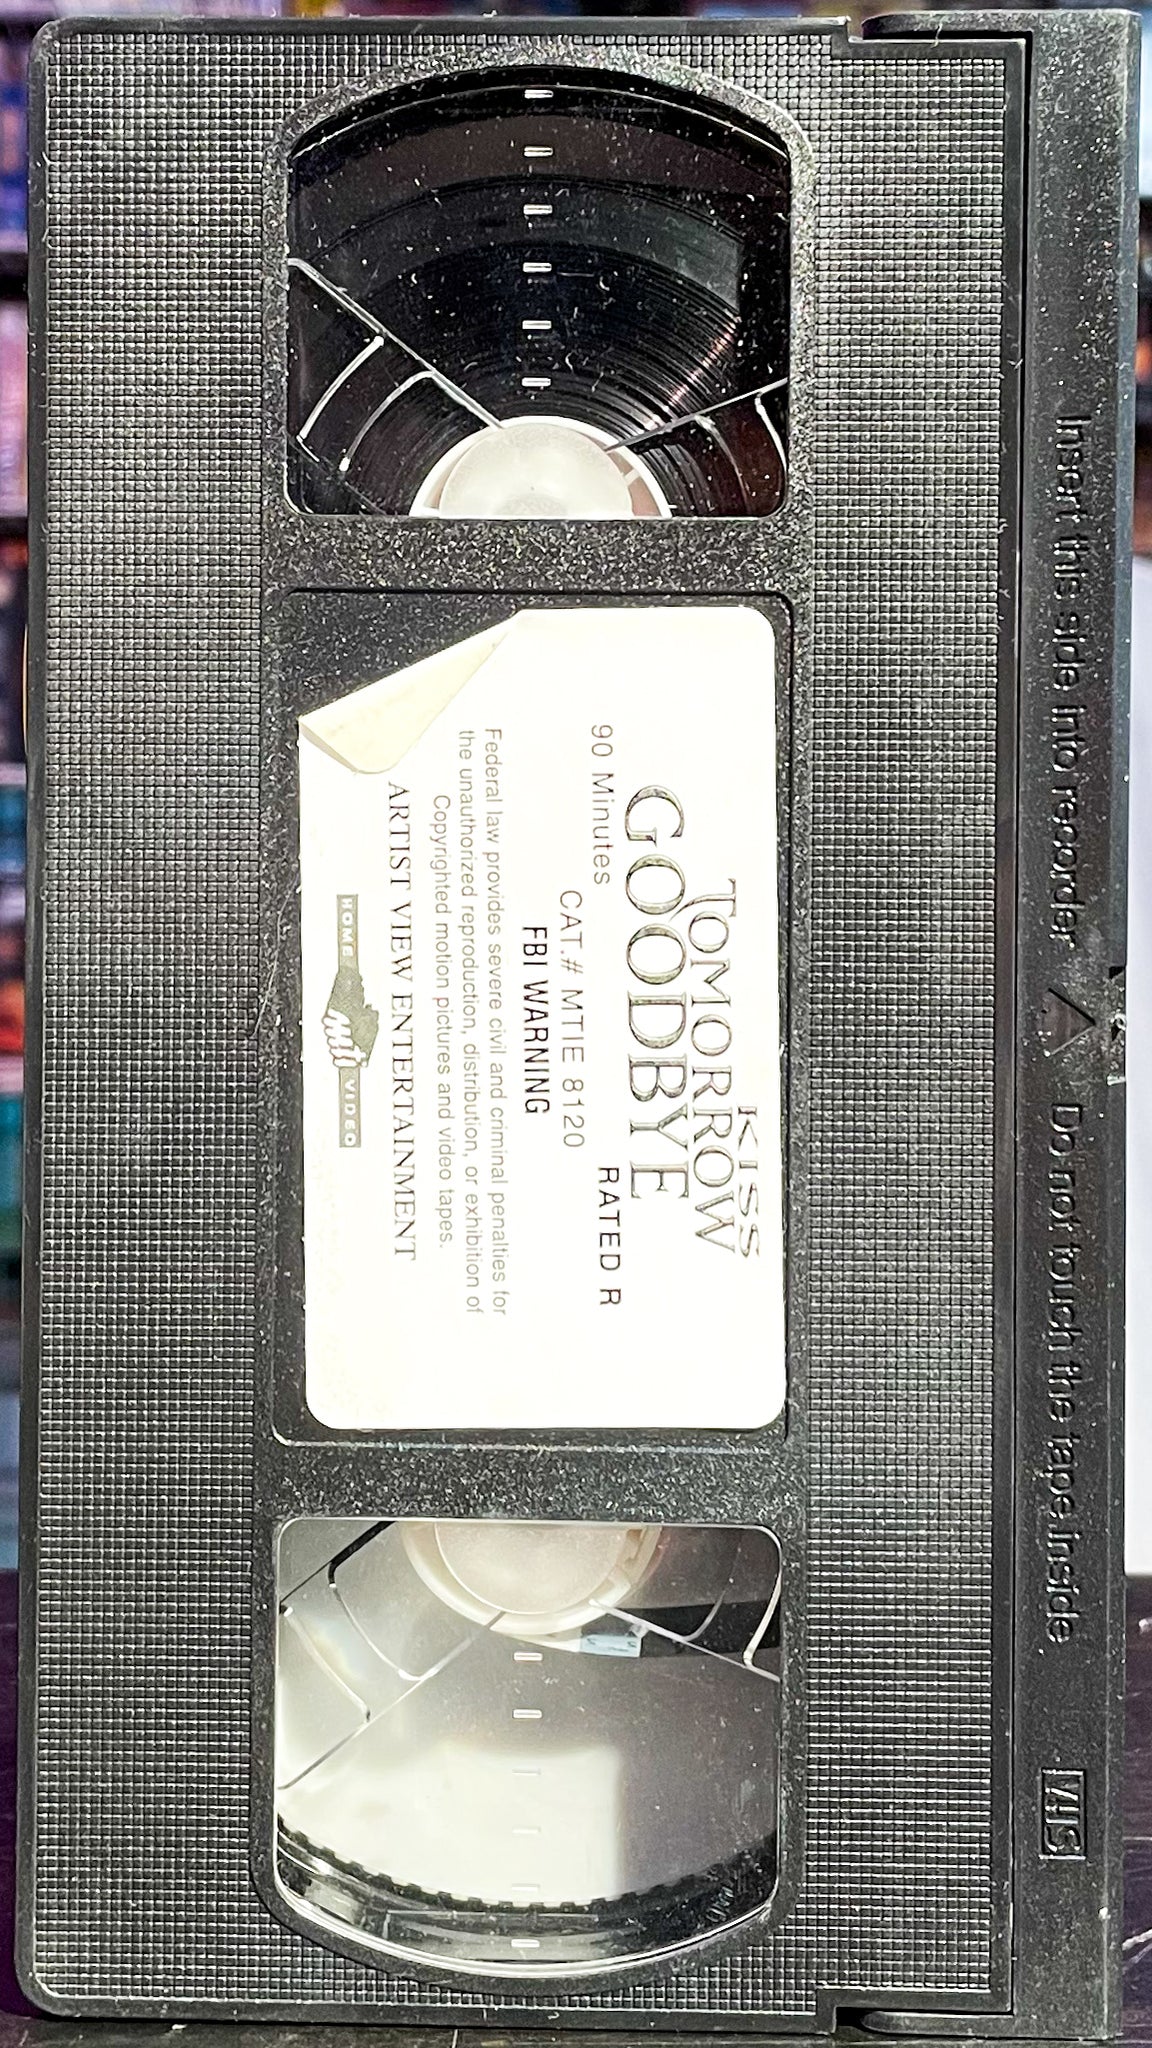 Insert this side into recorder △ Do not touch the tape inside
VHS
KISS
TOMORROW
GOODBYE
90 Minutes RATED R
CAT.# MTIE 8120
FBI WARNING
Federal law provides severe civil and criminal penalties for
the unauthorized reproduction, distribution, or exhibition of
Copyrighted motion pictures and video tapes.
ARTIST VIEW ENTERTAINMENT
HOME mti VIDEO